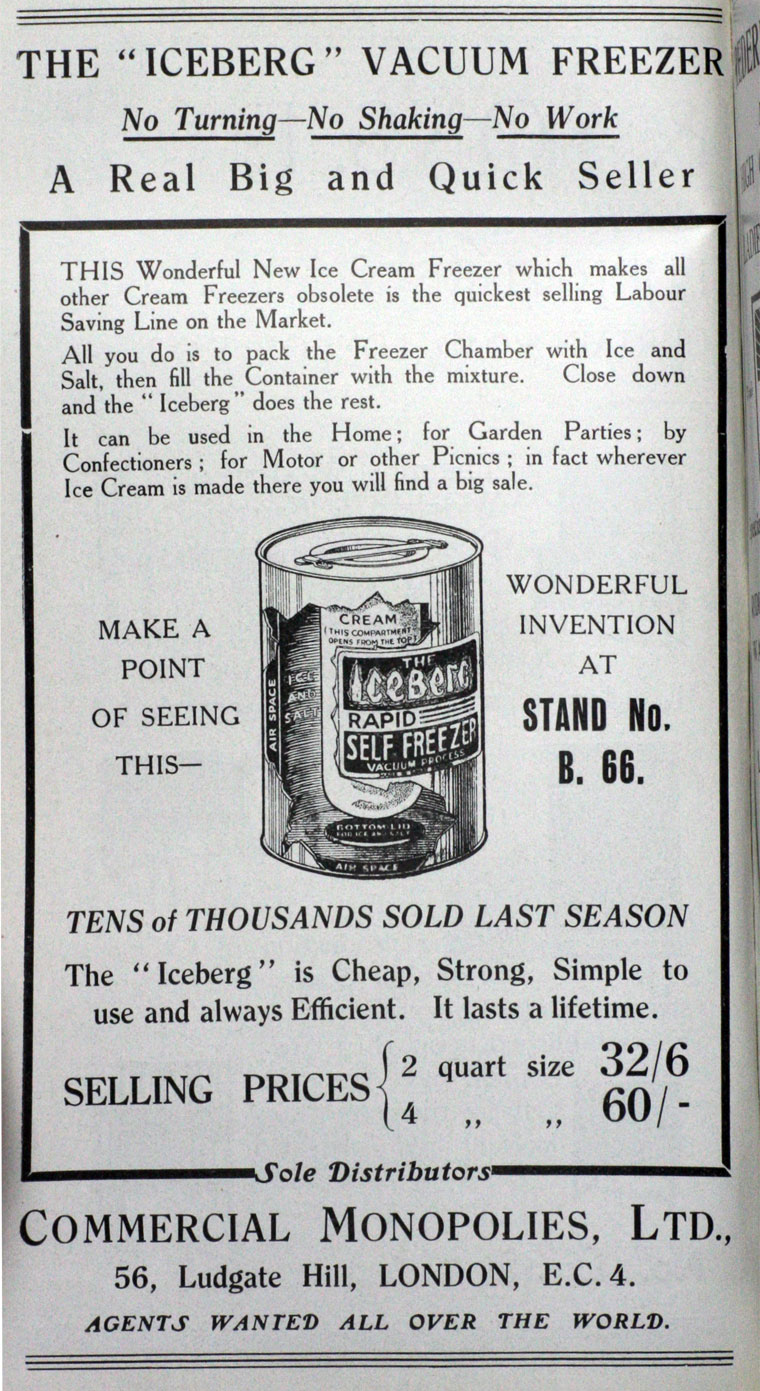 THE "ICEBERG" VACUUM FREEZER
No Turning—No Shaking—No Work
A Real Big and Quick Seller
THIS Wonderful New Ice Cream Freezer which makes all
other Cream Freezers obsolete is the quickest selling Labour
Saving Line on the Market.
All you do is to pack the Freezer Chamber with Ice and
Salt, then fill the Container with the mixture. Close down
and the "Iceberg" does the rest.
It can be used in the Home; for Garden Parties; by
Confectioners; for Motor or other Picnics; in fact wherever
Ice Cream is made there you will find a big sale.
MAKE A
POINT
OF SEEING
THIS—
CREAM
(THIS COMPARTMENT
OPENS FROM THE TOP)
ICE
AND
SALT
AIR SPACE
THE
IceBerg
RAPID
SELF FREEZER
VACUUM PROCESS
BOTTOM LID
FOR ICE AND SALT
AIR SPACE
WONDERFUL
INVENTION
AT
STAND No.
B. 66.
TENS of THOUSANDS SOLD LAST SEASON
The "Iceberg" is Cheap, Strong, Simple to
use and always Efficient. It lasts a lifetime.
SELLING PRICES { 2 quart size 32/6
4 ,, ,, 60/-
Sole Distributors
COMMERCIAL MONOPOLIES, LTD.,
56, Ludgate Hill, LONDON, E.C. 4.
AGENTS WANTED ALL OVER THE WORLD.